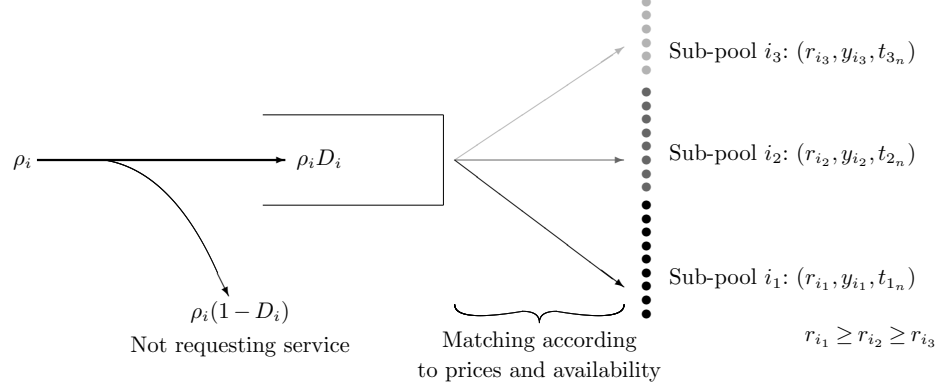 Sub-pool i₃: (r_{i₃}, y_{i₃}, t_{3ₙ})
ρᵢ
ρᵢDᵢ
Sub-pool i₂: (r_{i₂}, y_{i₂}, t_{2ₙ})
Sub-pool i₁: (r_{i₁}, y_{i₁}, t_{1ₙ})
ρᵢ(1 − Dᵢ)
Not requesting service
Matching according
to prices and availability
r_{i₁} ≥ r_{i₂} ≥ r_{i₃}